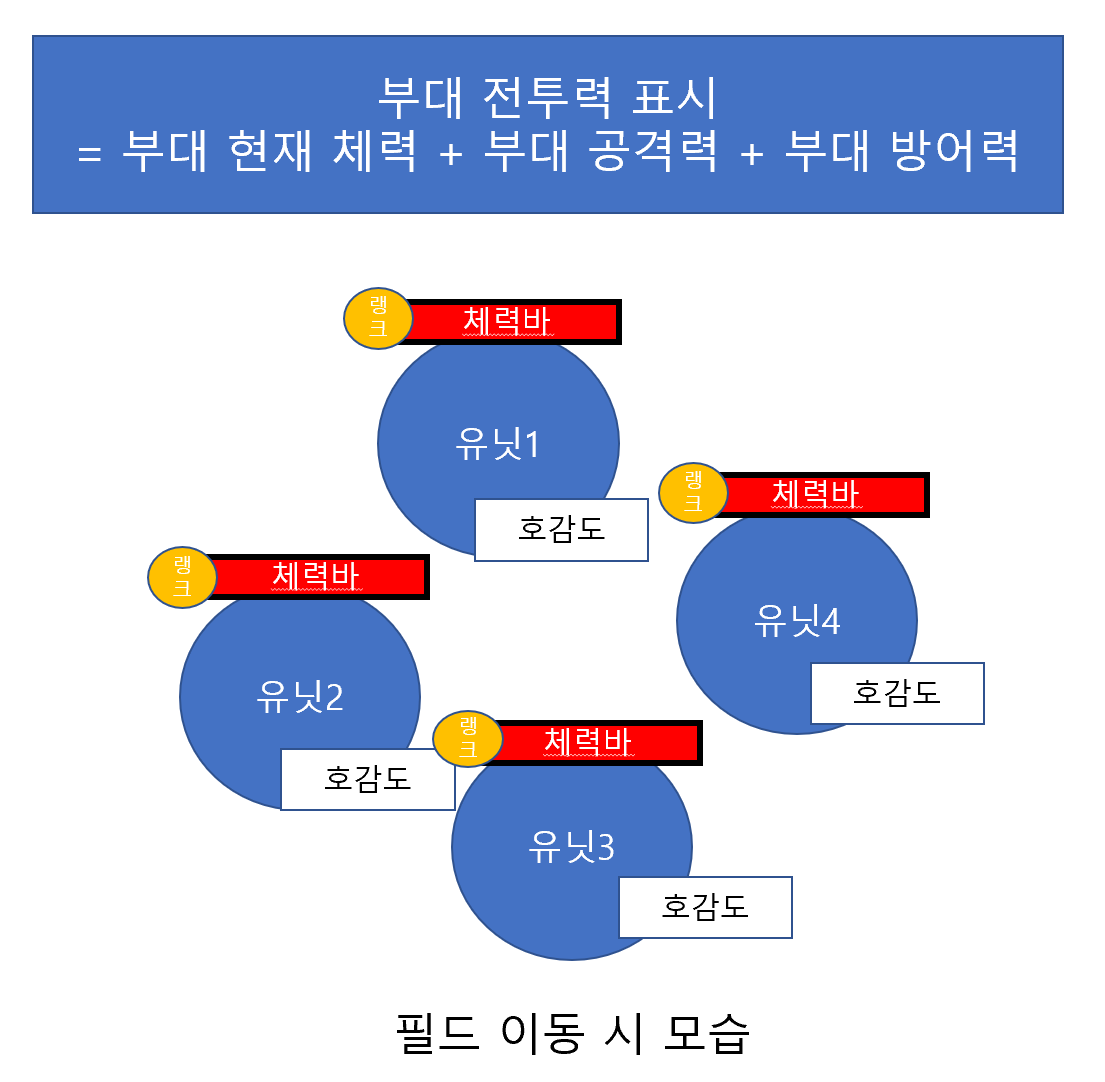 부대 전투력 표시
= 부대 현재 체력 + 부대 공격력 + 부대 방어력
랭
크
체력바
유닛1
호감도
랭
크
체력바
유닛4
호감도
랭
크
체력바
유닛2
호감도
랭
크
체력바
유닛3
호감도
필드 이동 시 모습